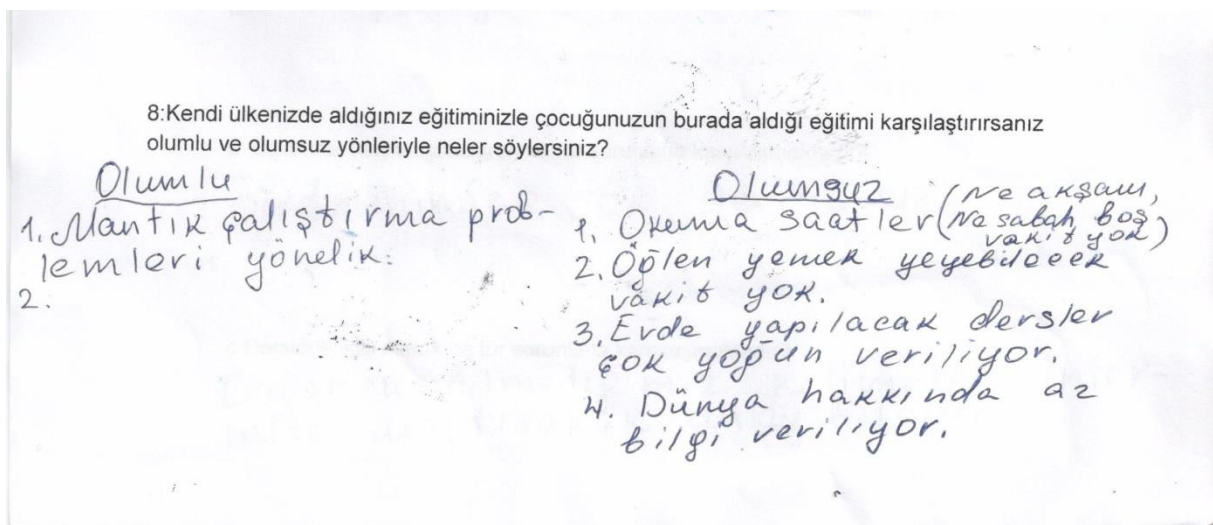 8:Kendi ülkenizde aldığınız eğitiminizle çocuğunuzun burada aldığı eğitimi karşılaştırırsanız
olumlu ve olumsuz yönleriyle neler söylersiniz?
Olumlu
1. Mantık çalıştırma prob-
lemleri yönelik.
2.
Olumsuz
1. Okuma saatler (Ne akşam,
Ne sabah boş
vakit yok)
2. Öğlen yemek yeyebilecek
vakit yok.
3. Evde yapılacak dersler
çok yoğun veriliyor.
4. Dünya hakkında az
bilgi veriliyor.